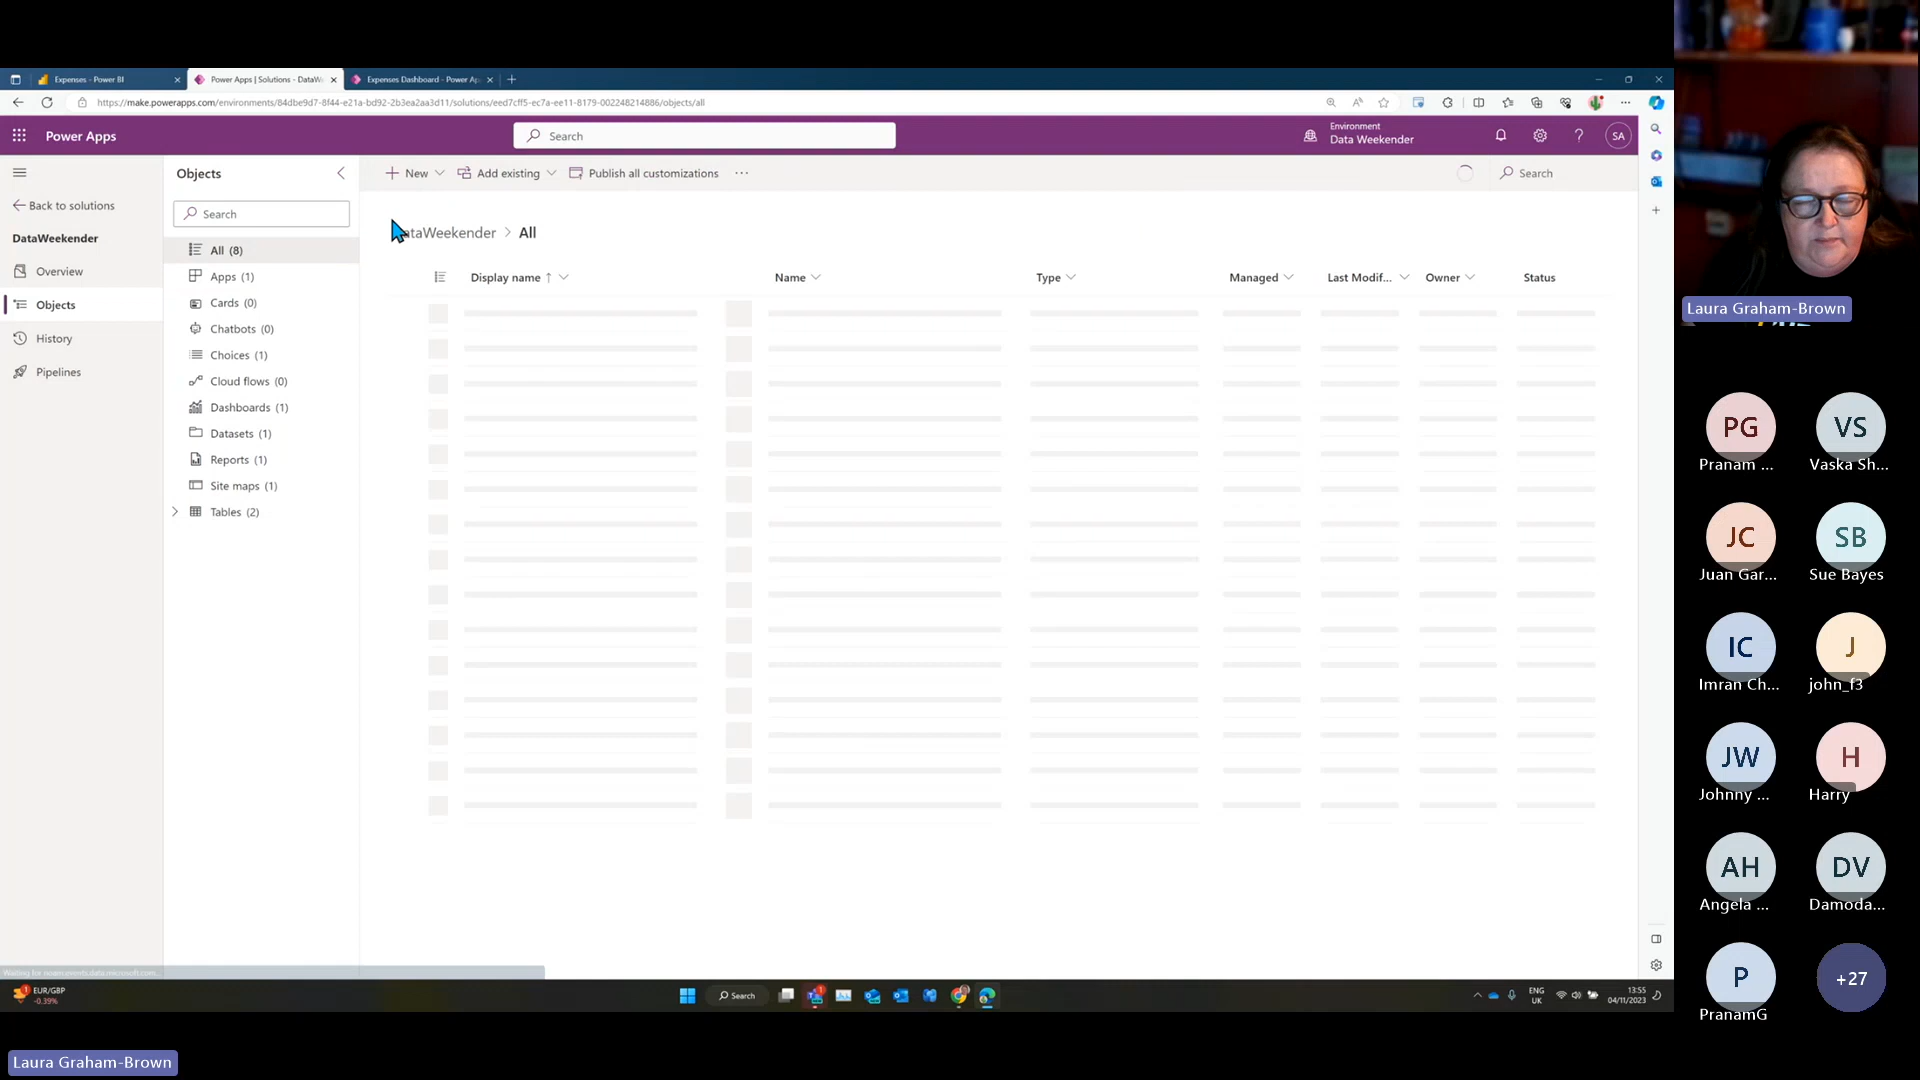 Expenses - Power BI
Power Apps | Solutions - DataW
Expenses Dashboard - Power Ap
https://make.powerapps.com/environments/84dbe9d7-8f44-e21a-bd92-2b3ea2aa3d11/solutions/eed7cff5-ec7a-ee11-8179-002248214886/objects/all
Power Apps
Search
Environment
Data Weekender
SA
Objects
New
Add existing
Publish all customizations
Search
Back to solutions
Search
DataWeekender
Overview
Objects
History
Pipelines
All (8)
Apps (1)
Cards (0)
Chatbots (0)
Choices (1)
Cloud flows (0)
Dashboards (1)
Datasets (1)
Reports (1)
Site maps (1)
Tables (2)
ataWeekender > All
Display name
Name
Type
Managed
Last Modif...
Owner
Status
EUR/GBP
-0.39%
Search
ENG
UK
13:55
04/11/2023
Laura Graham-Brown
PG
Pranam ...
VS
Vaska Sh...
JC
Juan Gar...
SB
Sue Bayes
IC
Imran Ch...
J
john_f3
JW
Johnny ...
H
Harry
AH
Angela ...
DV
Damoda...
P
PranamG
+27
Laura Graham-Brown